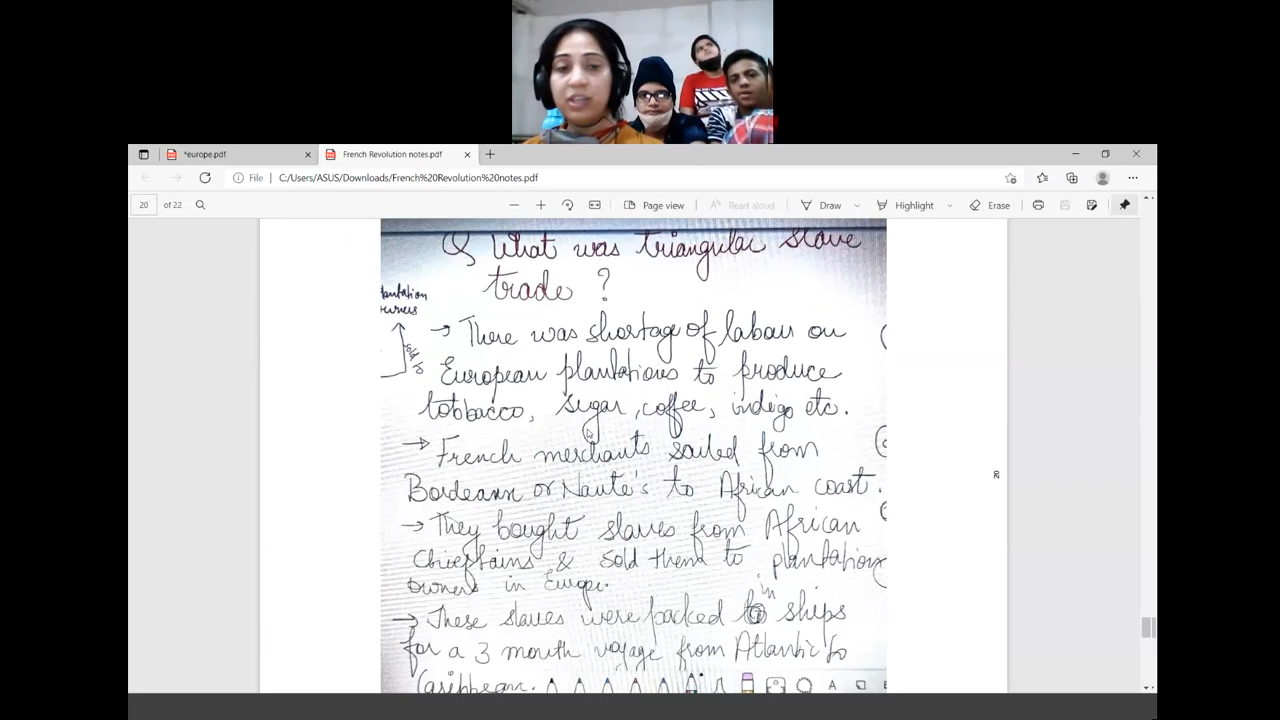 *europe.pdf
French Revolution notes.pdf
File
C:/Users/ASUS/Downloads/French%20Revolution%20notes.pdf
20 of 22
Page view
Read aloud
Draw
Highlight
Erase
Q What was triangular slave
trade ?
→ There was shortage of labour on
European plantations to produce
tobbacco, sugar, coffee, indigo etc.
→ French merchants sailed from
Bordeaux or Nante's to African coast.
→ They bought slaves from African
Chieftains & sold them to plantation
owners in Europe.
in
→ These slaves were packed ships
for a 3 month voyage from Atlantic to
Caribbean.
sold to
20